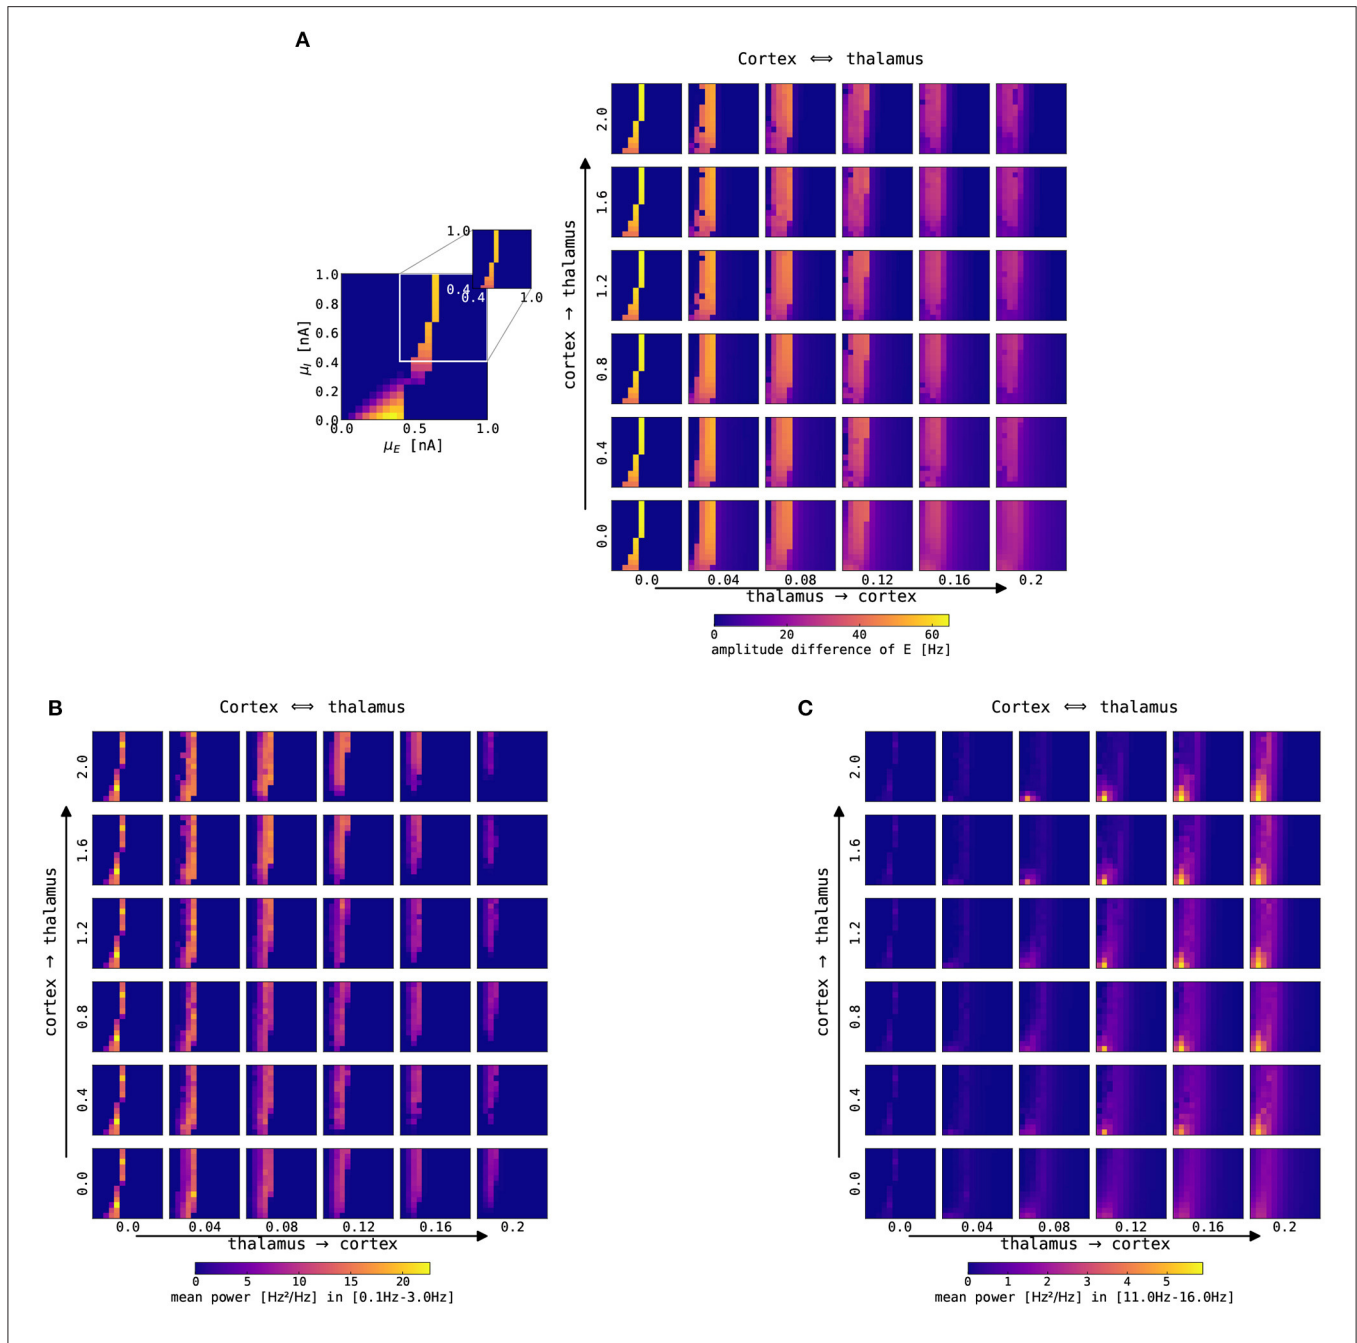 A
Cortex ⟺ thalamus
2.0
1.6
1.2
0.8
0.4
0.0
cortex → thalamus
1.0
0.4
0.4
1.0
1.0
0.8
0.6
0.4
0.2
0.0
0.0
0.5
1.0
μI [nA]
μE [nA]
0.0 0.04 0.08 0.12 0.16 0.2
thalamus → cortex
0 20 40 60
amplitude difference of E [Hz]
B
Cortex ⟺ thalamus
2.0
1.6
1.2
0.8
0.4
0.0
cortex → thalamus
0.0 0.04 0.08 0.12 0.16 0.2
thalamus → cortex
0 5 10 15 20
mean power [Hz²/Hz] in [0.1Hz-3.0Hz]
C
Cortex ⟺ thalamus
2.0
1.6
1.2
0.8
0.4
0.0
cortex → thalamus
0.0 0.04 0.08 0.12 0.16 0.2
thalamus → cortex
0 1 2 3 4 5
mean power [Hz²/Hz] in [11.0Hz-16.0Hz]